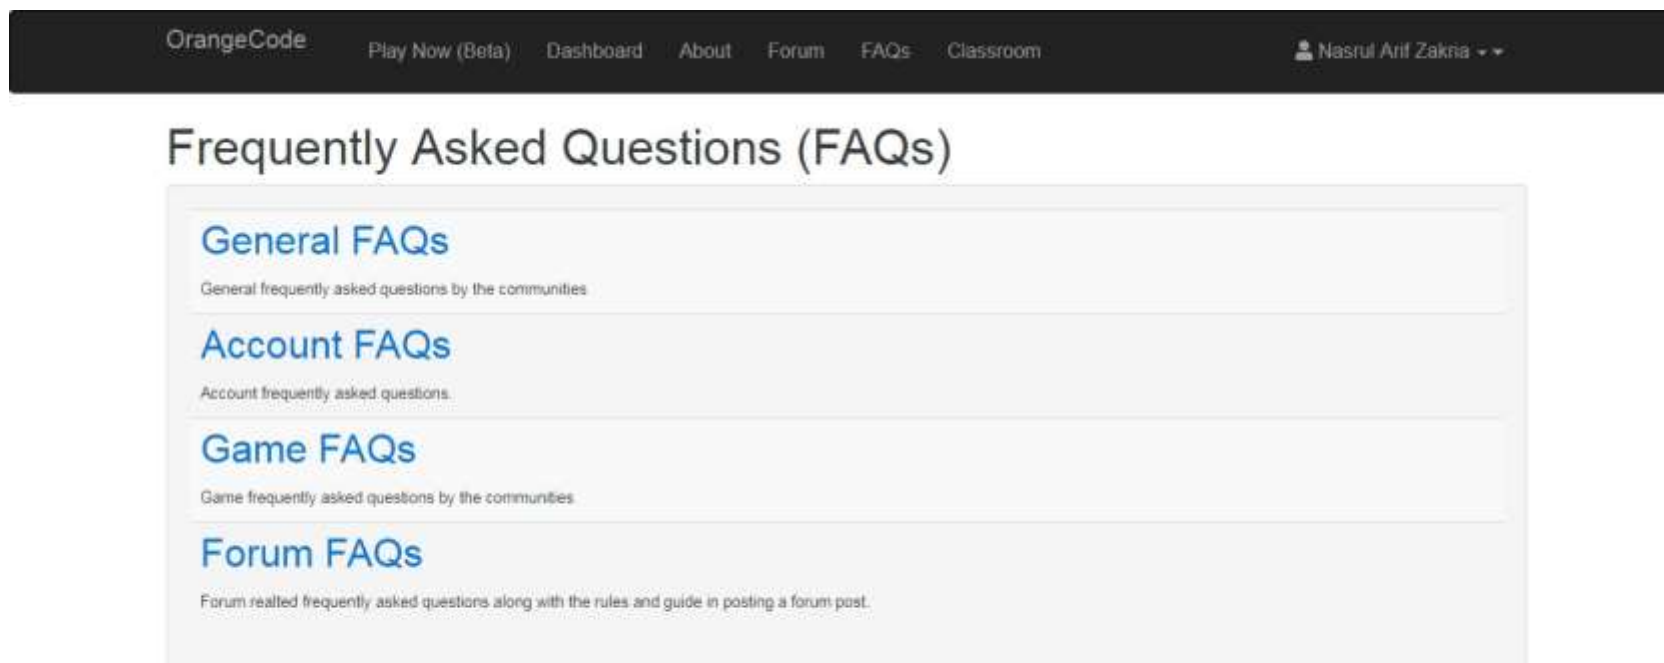 OrangeCode Play Now (Beta) Dashboard About Forum FAQs Classroom Nasrul Arif Zakria
Frequently Asked Questions (FAQs)
General FAQs
General frequently asked questions by the communities
Account FAQs
Account frequently asked questions.
Game FAQs
Game frequently asked questions by the communities
Forum FAQs
Forum realted frequently asked questions along with the rules and guide in posting a forum post.